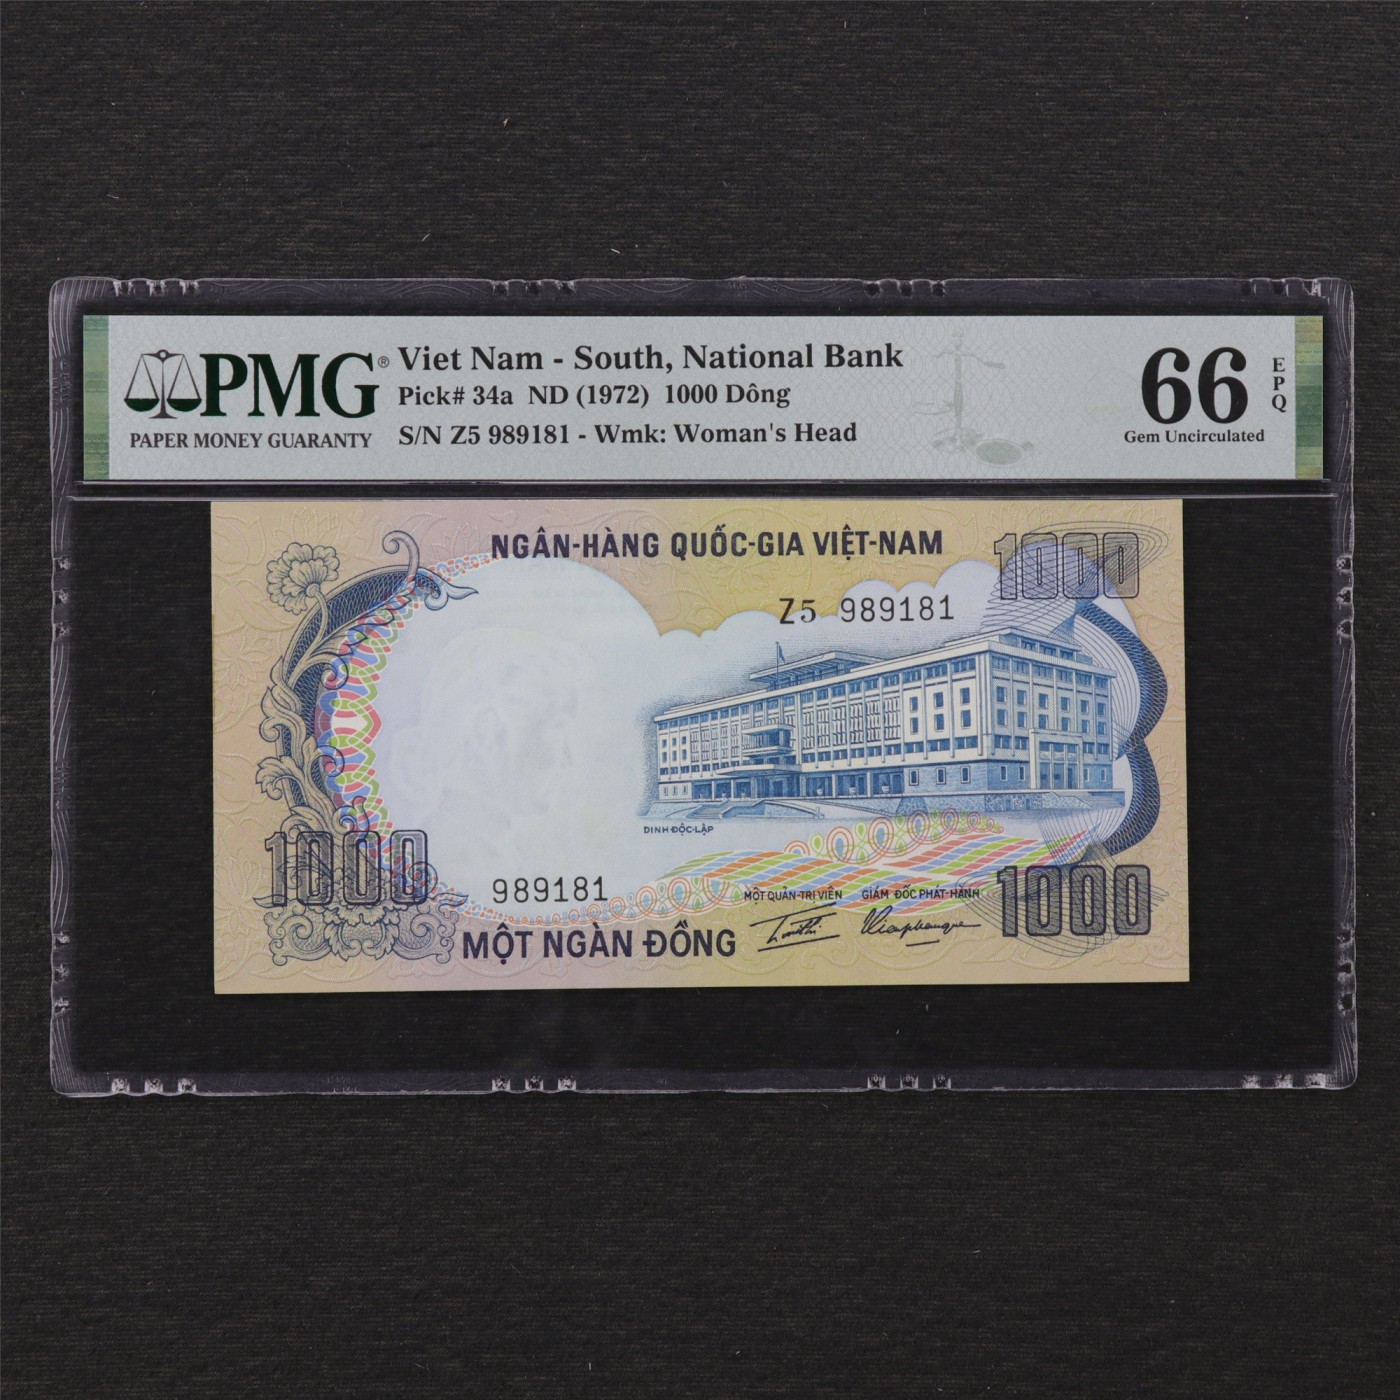 PMG®
PAPER MONEY GUARANTY
Viet Nam - South, National Bank
Pick# 34a ND (1972) 1000 Dông
S/N Z5 989181 - Wmk: Woman's Head
66
EPQ
Gem Uncirculated
NGÂN-HÀNG QUỐC-GIA VIỆT-NAM
1000
Z5 989181
DINH ĐỘC-LẬP
1000
989181
MỘT QUẢN-TRỊ VIÊN
GIÁM ĐỐC PHÁT-HÀNH
1000
MỘT NGÀN ĐỒNG